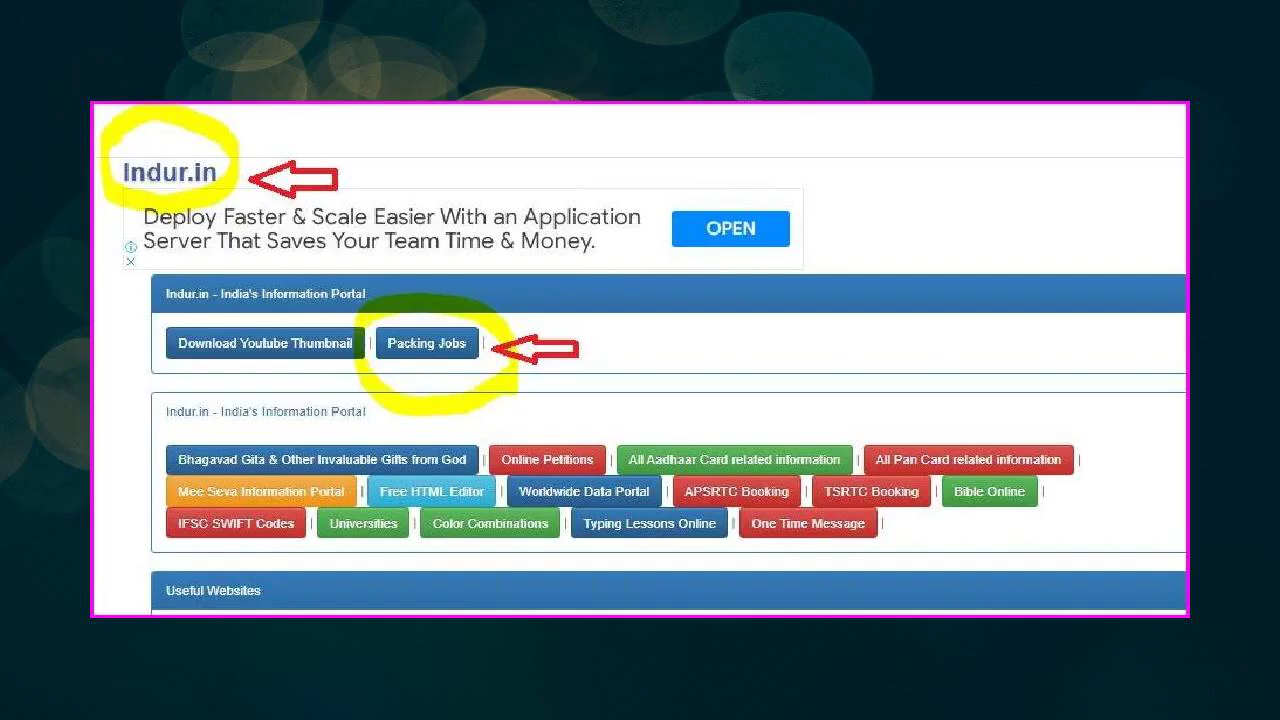 Indur.in
Deploy Faster & Scale Easier With an Application
Server That Saves Your Team Time & Money.
OPEN
Indur.in - India's Information Portal
Download Youtube Thumbnail | Packing Jobs |
Indur.in - India's Information Portal
Bhagavad Gita & Other Invaluable Gifts from God | Online Petitions | All Aadhaar Card related information | All Pan Card related information |
Mee Seva Information Portal | Free HTML Editor | Worldwide Data Portal | APSRTC Booking | TSRTC Booking | Bible Online |
IFSC SWIFT Codes | Universities | Color Combinations | Typing Lessons Online | One Time Message |
Useful Websites